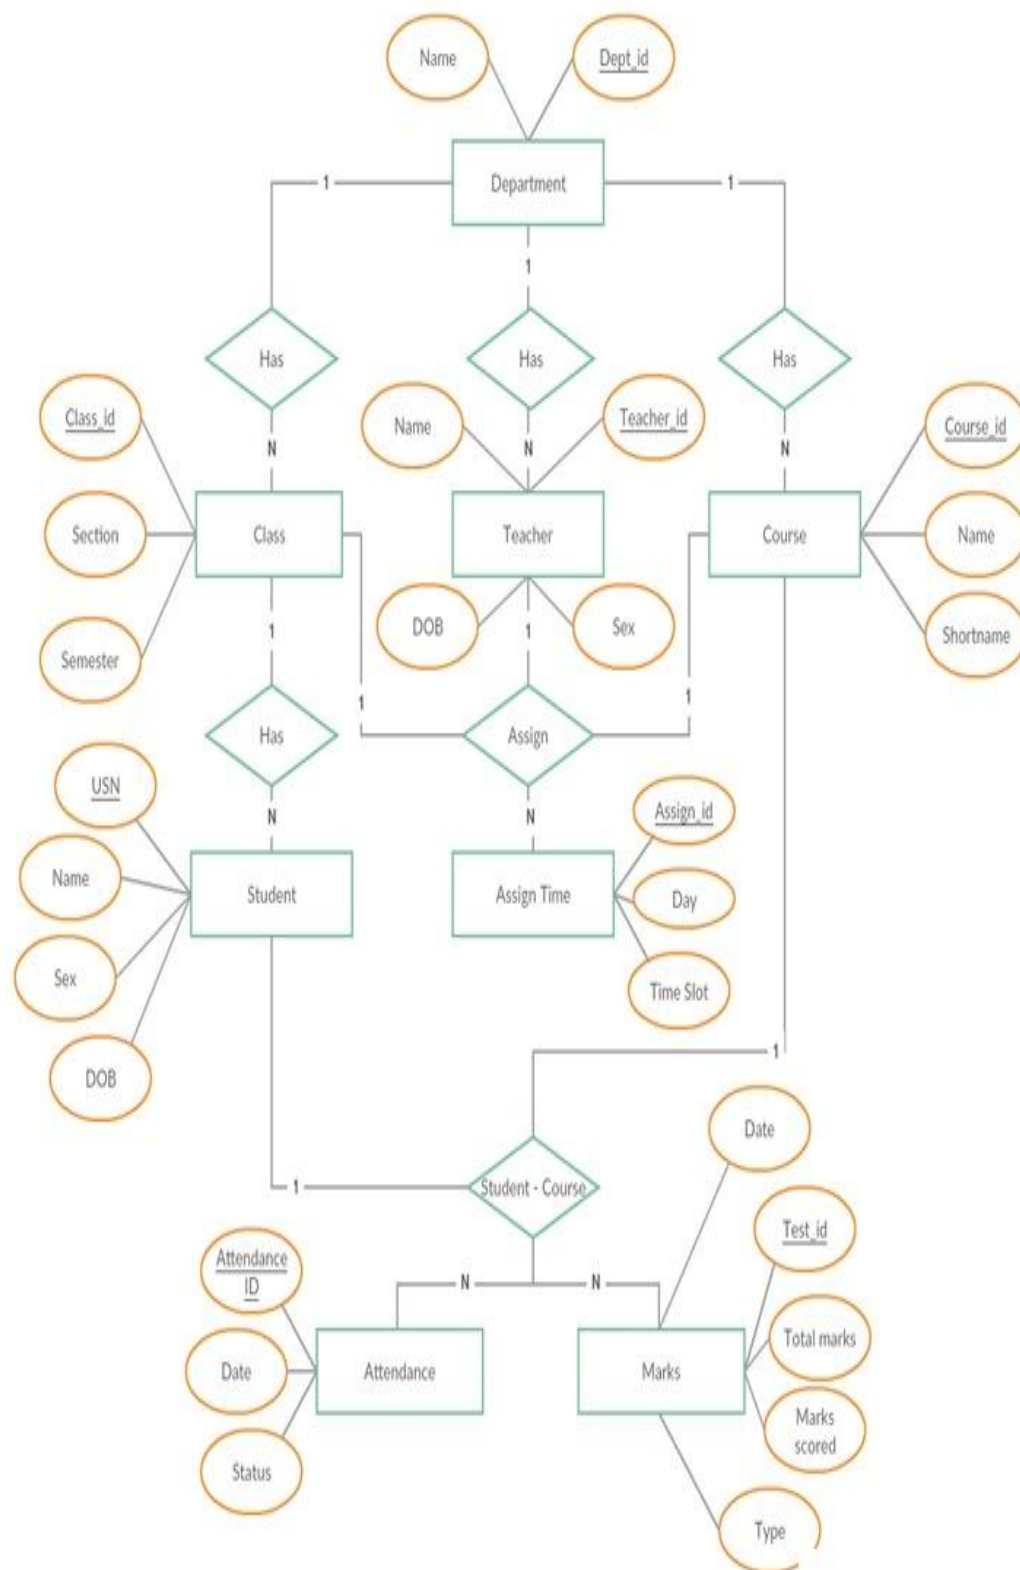 Name
Dept_id
Department
1
1
1
Has
Has
Has
Class_id
Name
Teacher_id
Course_id
N
N
N
Section
Class
Teacher
Course
Name
Semester
DOB
Sex
Shortname
1
1
1
1
Has
Assign
USN
Assign_id
N
N
Name
Student
Assign Time
Day
Sex
Time Slot
DOB
1
Date
Student - Course
1
Test_id
Attendance
ID
N
N
Total marks
Date
Attendance
Marks
Marks
scored
Status
Type